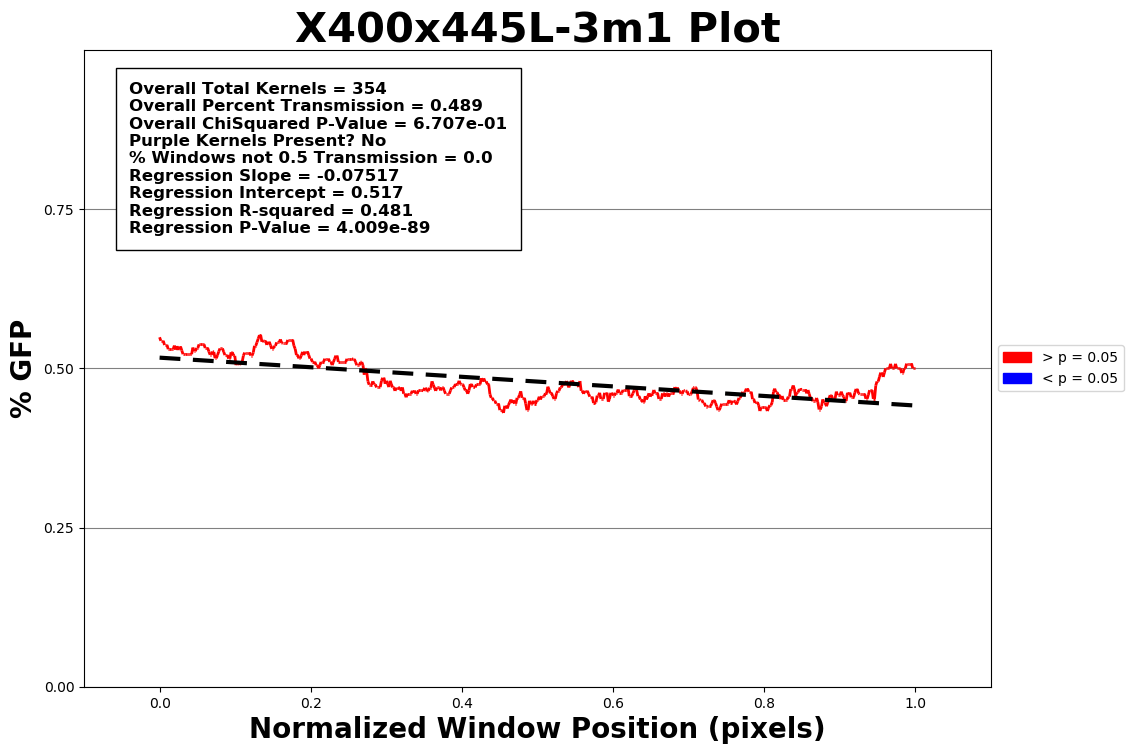 X400x445L-3m1 Plot
Overall Total Kernels = 354
Overall Percent Transmission = 0.489
Overall ChiSquared P-Value = 6.707e-01
Purple Kernels Present? No
% Windows not 0.5 Transmission = 0.0
Regression Slope = -0.07517
Regression Intercept = 0.517
Regression R-squared = 0.481
Regression P-Value = 4.009e-89
% GFP
0.75
0.50
0.25
0.00
> p = 0.05
< p = 0.05
0.0 0.2 0.4 0.6 0.8 1.0
Normalized Window Position (pixels)